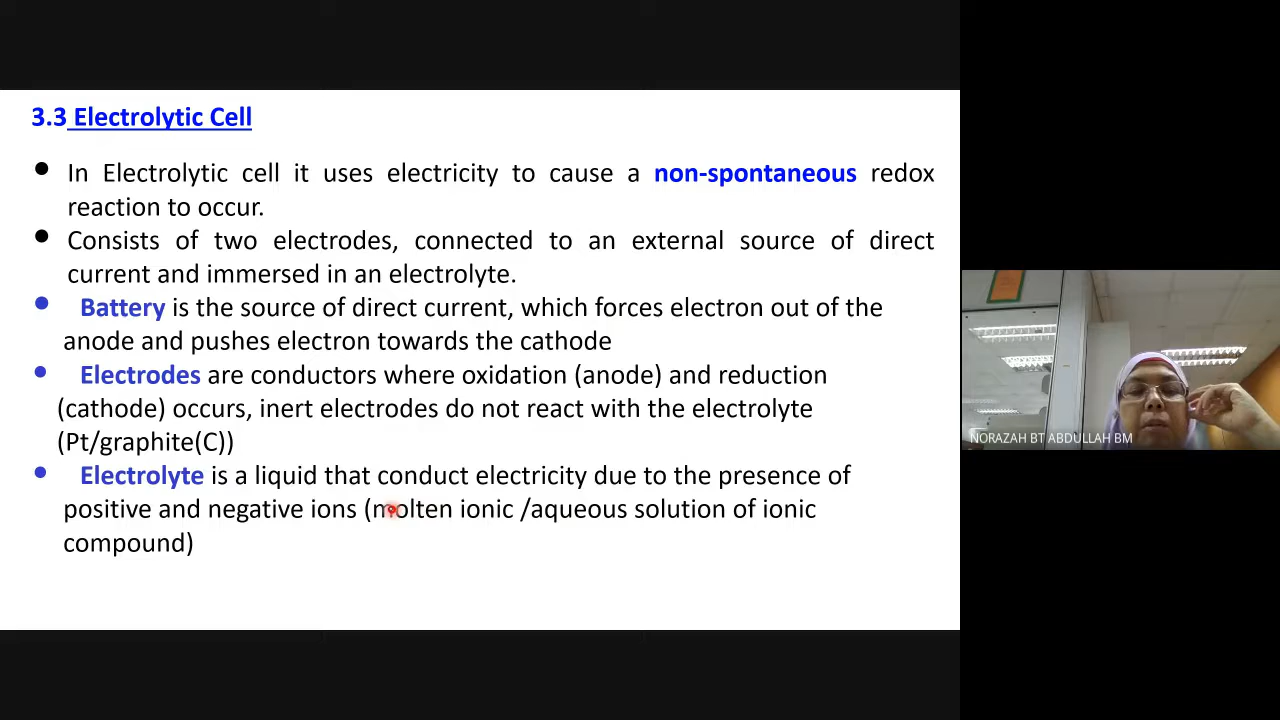 3.3 Electrolytic Cell
• In Electrolytic cell it uses electricity to cause a non-spontaneous redox
reaction to occur.
• Consists of two electrodes, connected to an external source of direct
current and immersed in an electrolyte.
• Battery is the source of direct current, which forces electron out of the
anode and pushes electron towards the cathode
• Electrodes are conductors where oxidation (anode) and reduction
(cathode) occurs, inert electrodes do not react with the electrolyte
(Pt/graphite(C))
• Electrolyte is a liquid that conduct electricity due to the presence of
positive and negative ions (molten ionic /aqueous solution of ionic
compound)
NORAZAH BT ABDULLAH BM